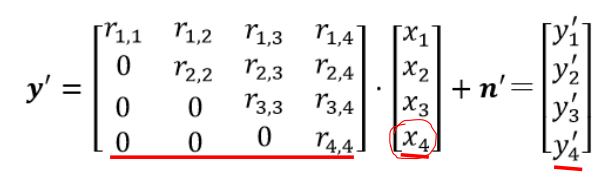 r1,1 r1,2 r1,3 r1,4 x1 y′1
0 r2,2 r2,3 r2,4 x2 y′2
y′ = · + n′ =
0 0 r3,3 r3,4 x3 y′3
0 0 0 r4,4 x4 y′4